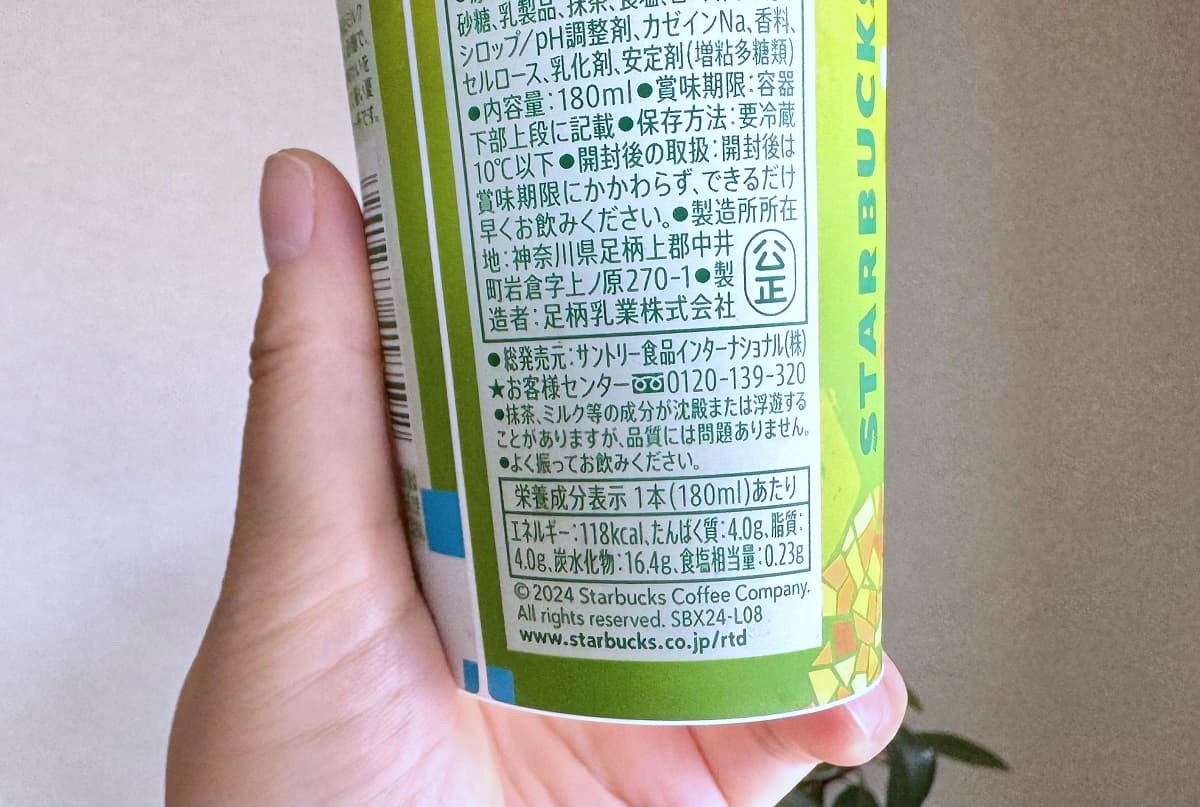 砂糖、乳製品、抹茶、食塩、
シロップ/pH調整剤、カゼインNa、香料、
セルロース、乳化剤、安定剤(増粘多糖類)
●内容量:180ml●賞味期限:容器
下部上段に記載●保存方法:要冷蔵
10℃以下●開封後の取扱:開封後は
賞味期限にかかわらず、できるだけ
早くお飲みください。●製造所所在
地:神奈川県足柄上郡中井
町岩倉字上ノ原270-1●製
造者:足柄乳業株式会社
公正
●総発売元:サントリー食品インターナショナル(株)
★お客様センター 0120-139-320
●抹茶、ミルク等の成分が沈殿または浮遊する
ことがありますが、品質には問題ありません。
●よく振ってお飲みください。
栄養成分表示 1本(180ml)あたり
エネルギー:118kcal、たんぱく質:4.0g、脂質:
4.0g、炭水化物:16.4g、食塩相当量:0.23g
© 2024 Starbucks Coffee Company.
All rights reserved. SBX24-L08
www.starbucks.co.jp/rtd
STARBUCKS